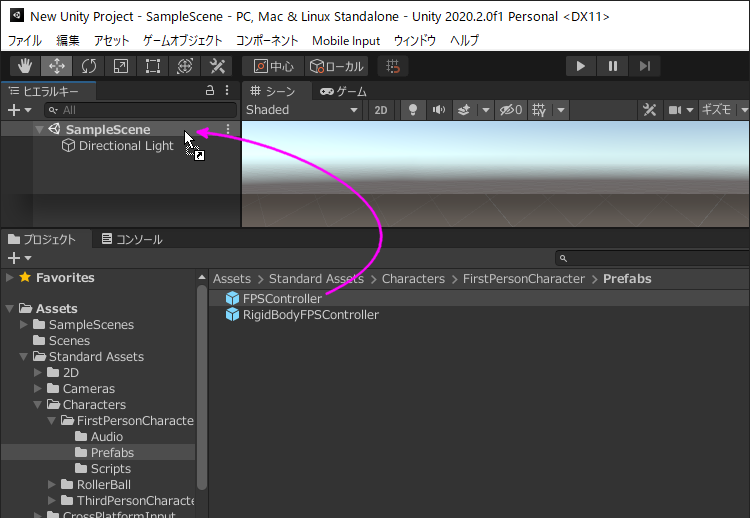 New Unity Project - SampleScene - PC, Mac & Linux Standalone - Unity 2020.2.0f1 Personal <DX11>
ファイル 編集 アセット ゲームオブジェクト コンポーネント Mobile Input ウィンドウ ヘルプ
中心 ローカル
ヒエラルキー
シーン ゲーム
All
Shaded 2D 0 ギズモ
SampleScene
Directional Light
プロジェクト コンソール
Favorites
Assets > Standard Assets > Characters > FirstPersonCharacter > Prefabs
FPSController
RigidBodyFPSController
Assets
SampleScenes
Scenes
Standard Assets
2D
Cameras
Characters
FirstPersonCharacte
Audio
Prefabs
Scripts
RollerBall
ThirdPersonCharacte
CrossPlatformInput